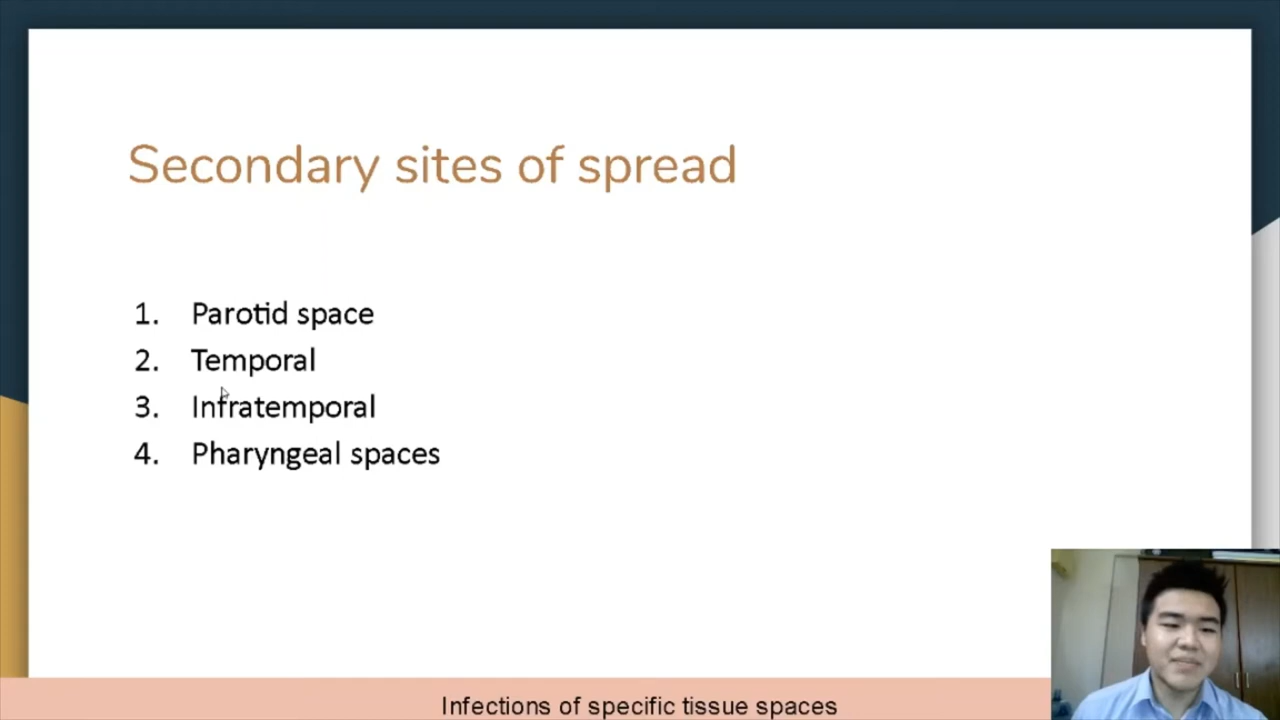 Secondary sites of spread
1. Parotid space
2. Temporal
3. Infratemporal
4. Pharyngeal spaces
Infections of specific tissue spaces